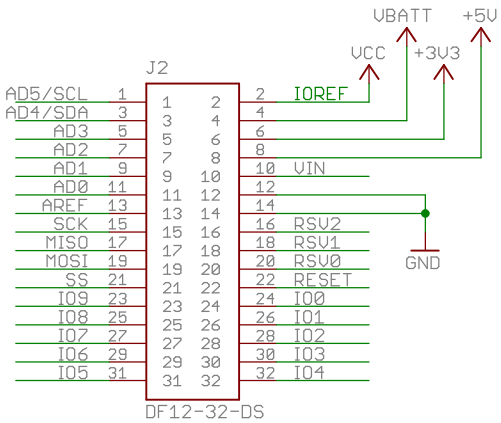 VBATT +5V
VCC +3V3
J2
AD5/SCL 1 1 2 2 IOREF
AD4/SDA 3 3 4 4
AD3 5 5 6 6
AD2 7 7 8 8
AD1 9 9 10 10 VIN
AD0 11 11 12 12
AREF 13 13 14 14
SCK 15 15 16 16 RSV2
MISO 17 17 18 18 RSV1
MOSI 19 19 20 20 RSV0
SS 21 21 22 22 RESET
IO9 23 23 24 24 IO0
IO8 25 25 26 26 IO1
IO7 27 27 28 28 IO2
IO6 29 29 30 30 IO3
IO5 31 31 32 32 IO4
GND
DF12-32-DS